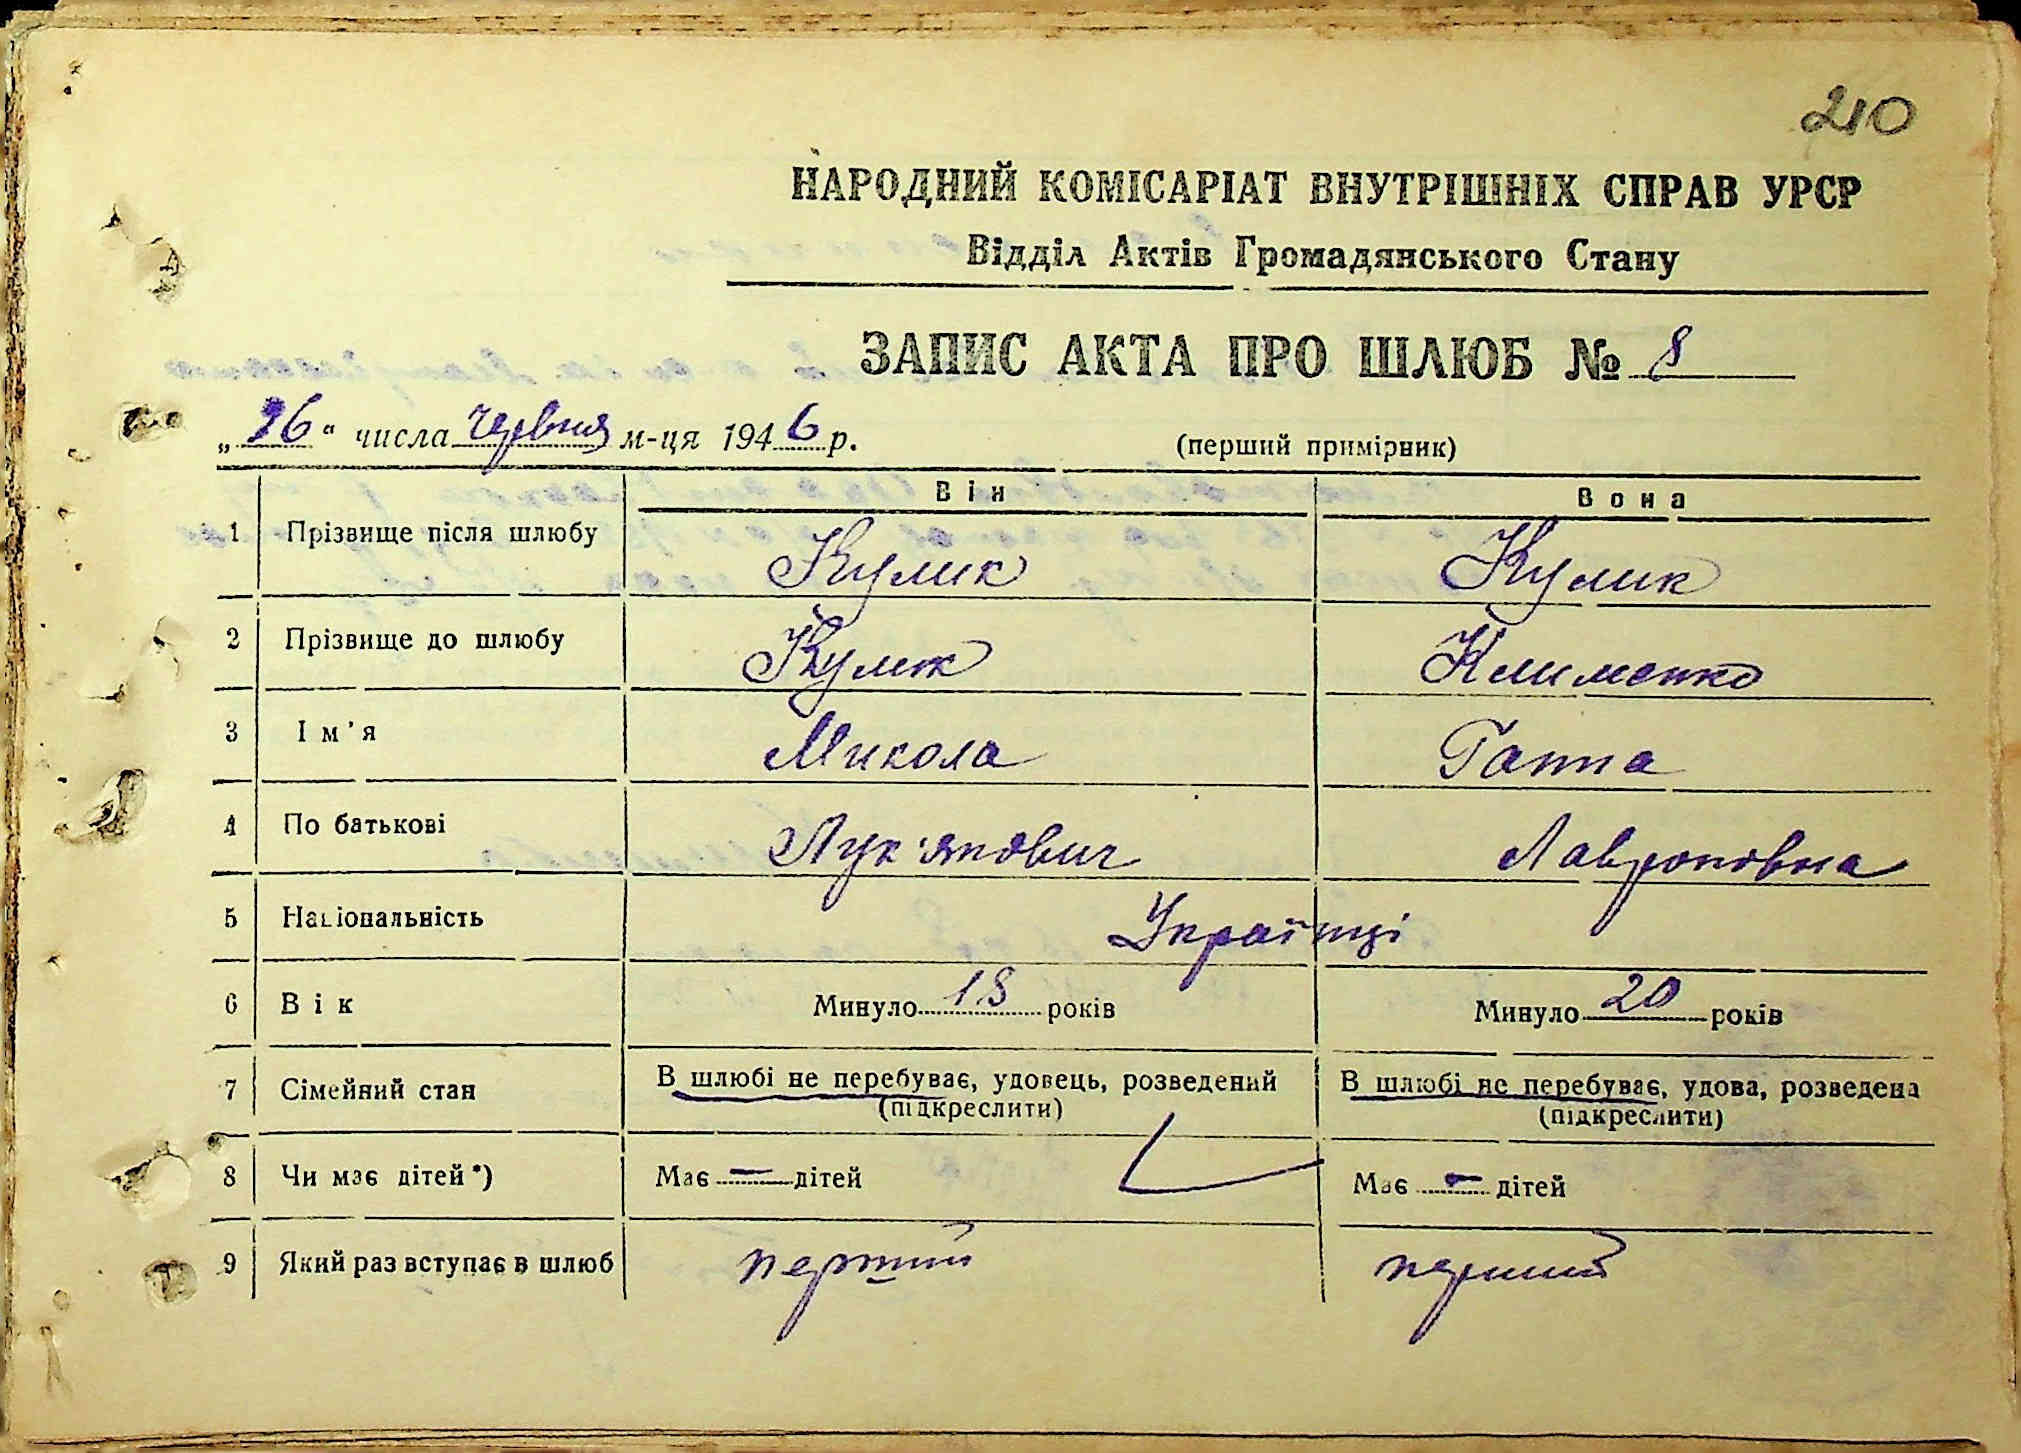 210
НАРОДНИЙ КОМІСАРІАТ ВНУТРІШНІХ СПРАВ УРСР
Відділ Актів Громадянського Стану
ЗАПИС АКТА ПРО ШЛЮБ № 8
„26“ числа червня м-ця 1946 р. (перший примірник)
Він Вона
1 Прізвище після шлюбу Кулик Кулик
2 Прізвище до шлюбу Кулик Клименко
3 Ім'я Микола Ганна
4 По батькові Лук'янович Лавроновна
5 Національність Українці
6 Вік Минуло 18 років Минуло 20 років
7 Сімейний стан В шлюбі не перебуває, удовець, розведений В шлюбі не перебуває, удова, розведена
(підкреслити) (підкреслити)
8 Чи має дітей*) Має — дітей Має — дітей
9 Який раз вступає в шлюб перший перший